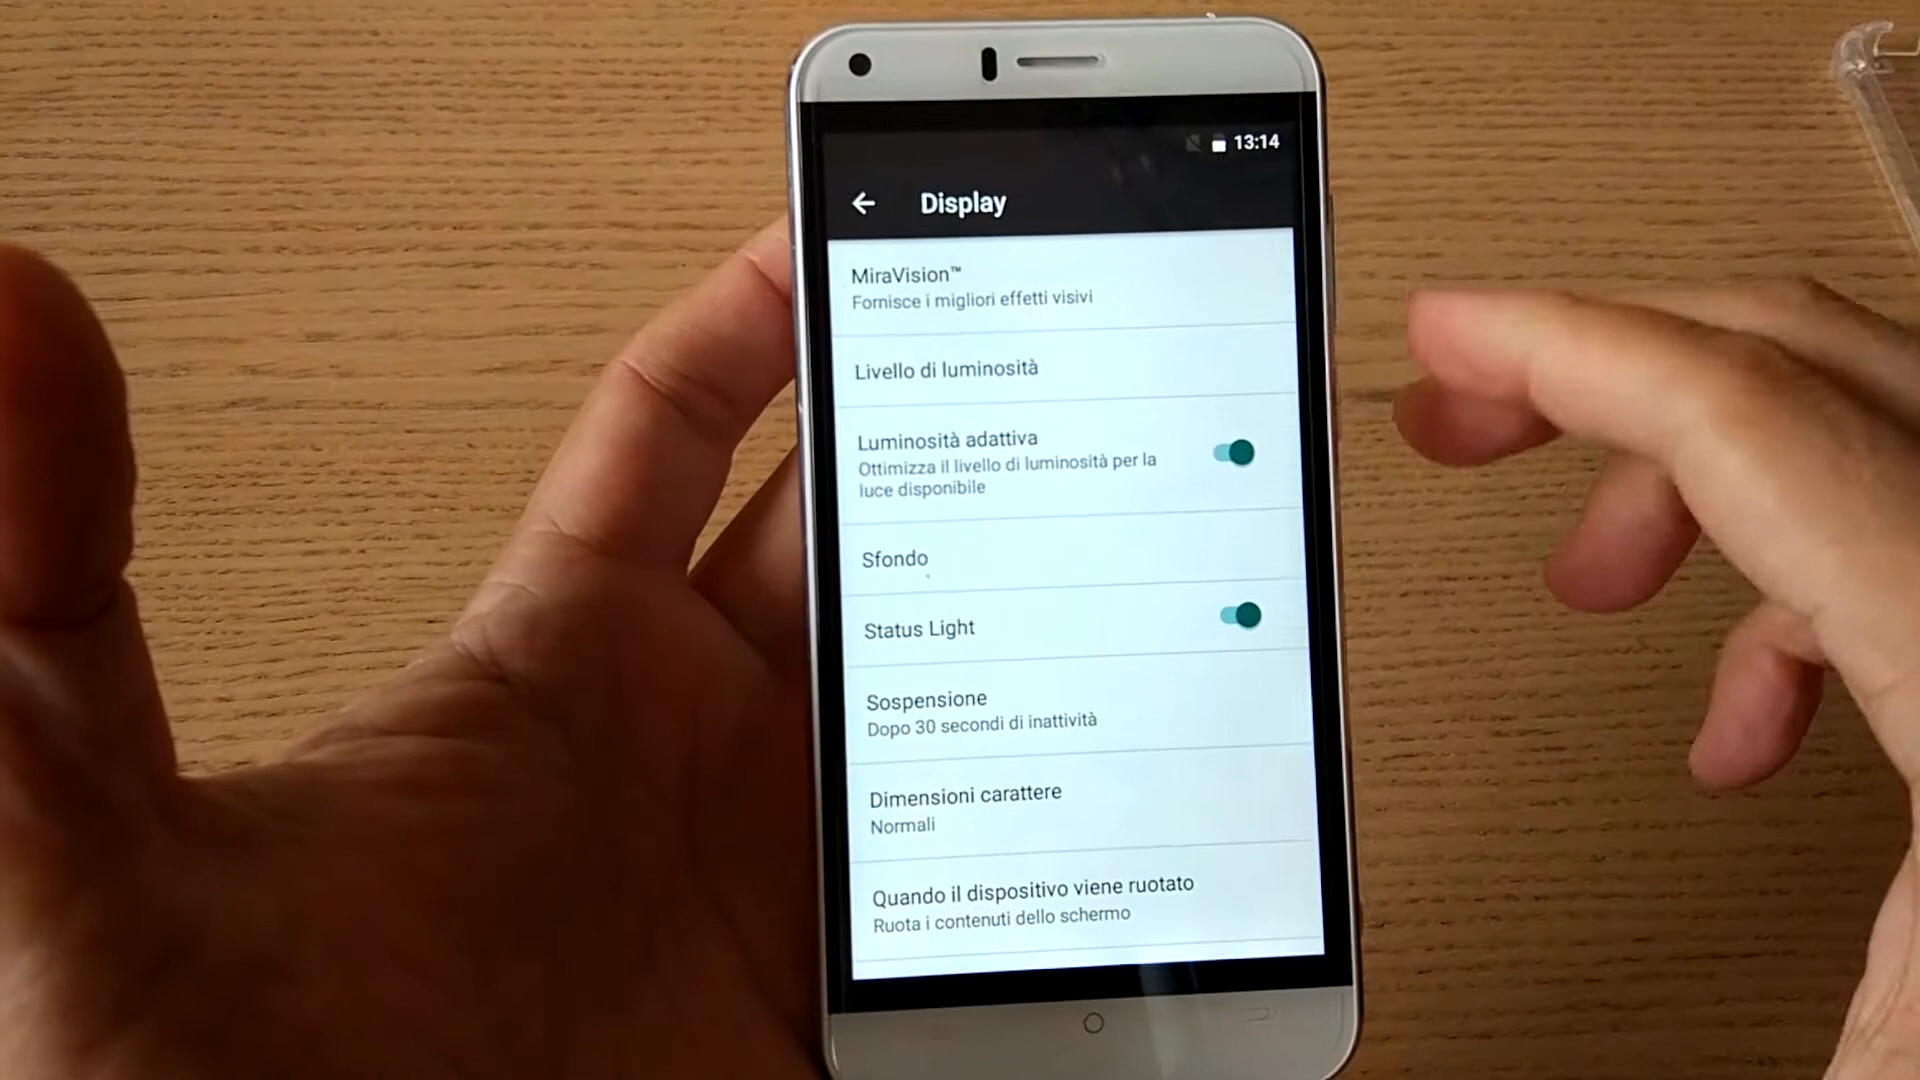 13:14
Display
MiraVision™
Fornisce i migliori effetti visivi
Livello di luminosità
Luminosità adattiva
Ottimizza il livello di luminosità per la
luce disponibile
Sfondo
Status Light
Sospensione
Dopo 30 secondi di inattività
Dimensioni carattere
Normali
Quando il dispositivo viene ruotato
Ruota i contenuti dello schermo